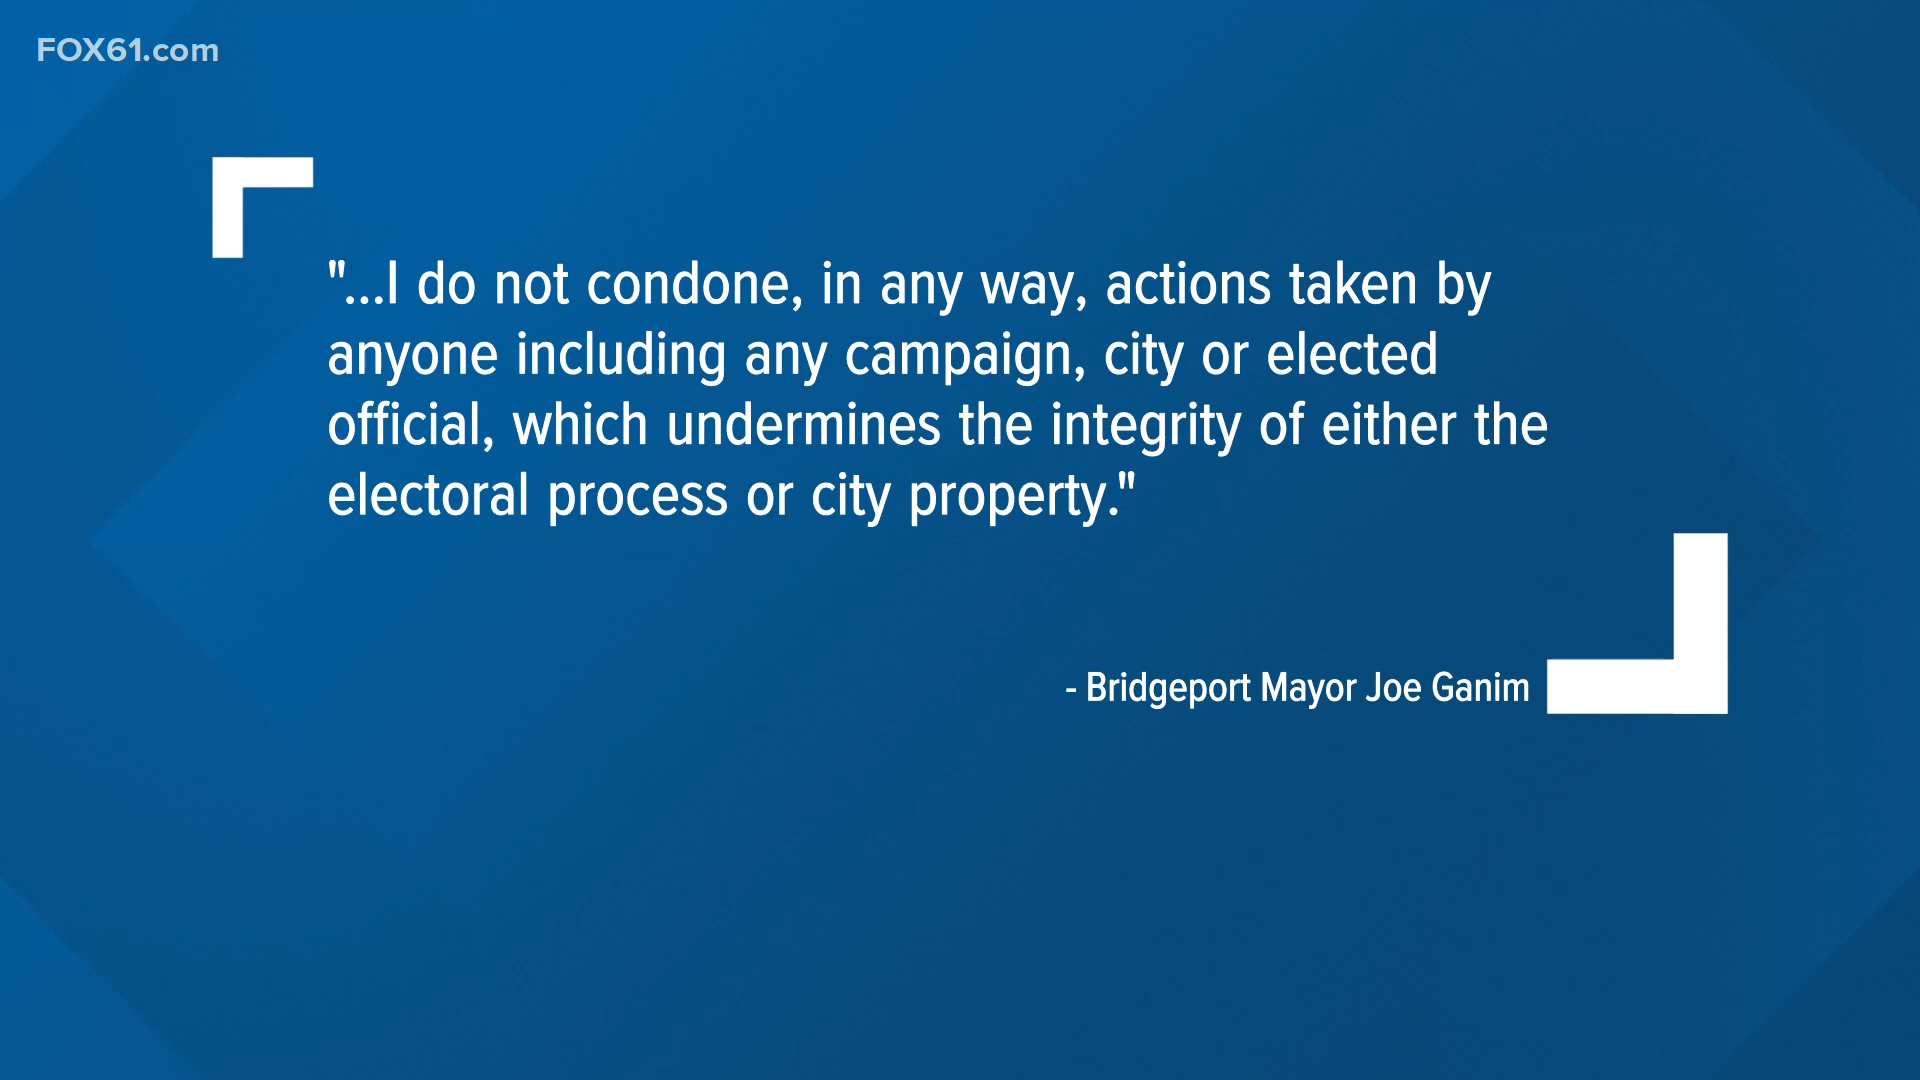 FOX61.com
"...I do not condone, in any way, actions taken by
anyone including any campaign, city or elected
official, which undermines the integrity of either the
electoral process or city property."
- Bridgeport Mayor Joe Ganim